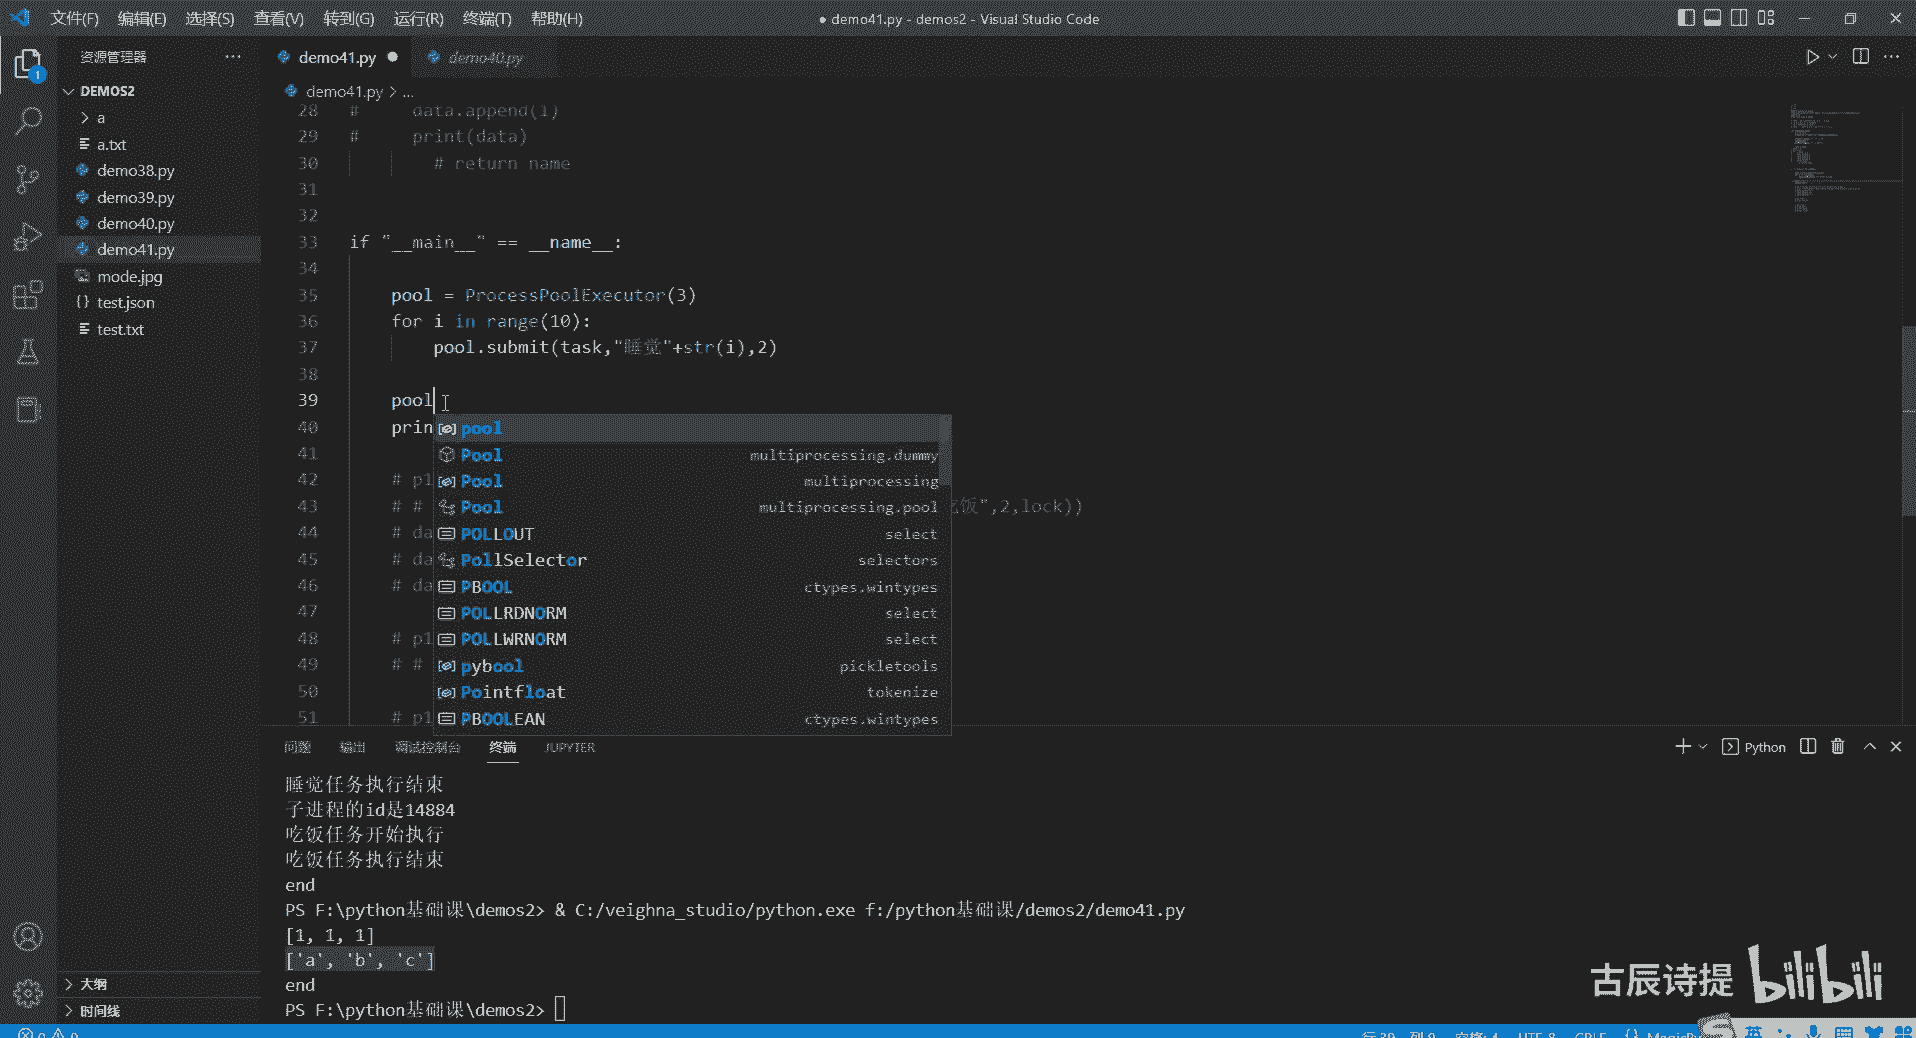 文件(F) 编辑(E) 选择(S) 查看(V) 转到(G) 运行(R) 终端(T) 帮助(H) ● demo41.py - demos2 - Visual Studio Code
资源管理器 ···
demo41.py ● demo40.py
DEMOS2
demo41.py > ...
a
a.txt
demo38.py
demo39.py
demo40.py
demo41.py
mode.jpg
{} test.json
test.txt
1
28 # data.append(1)
29 # print(data)
30 # return name
31
32
33 if "__main__" == __name__:
34
35 pool = ProcessPoolExecutor(3)
36 for i in range(10):
37 pool.submit(task,"睡觉"+str(i),2)
38
39 pool
40 prin
41
42 # p1
43 # # 吃饭",2,lock))
44 # da
45 # da
46 # da
47
48 # p1
49 # #
50
51 # p1
pool
Pool multiprocessing.dummy
Pool multiprocessing
Pool multiprocessing.pool
POLLOUT select
PollSelector selectors
PBOOL ctypes.wintypes
POLLRDNORM select
POLLWRNORM select
pybool pickletools
Pointfloat tokenize
PBOOLEAN ctypes.wintypes
问题 输出 调试控制台 终端 JUPYTER
Python
睡觉任务执行结束
子进程的id是14884
吃饭任务开始执行
吃饭任务执行结束
end
PS F:\python基础课\demos2> & C:/veighna_studio/python.exe f:/python基础课/demos2/demo41.py
[1, 1, 1]
['a', 'b', 'c']
end
PS F:\python基础课\demos2>
大纲
时间线
古辰诗提 bilibili
英